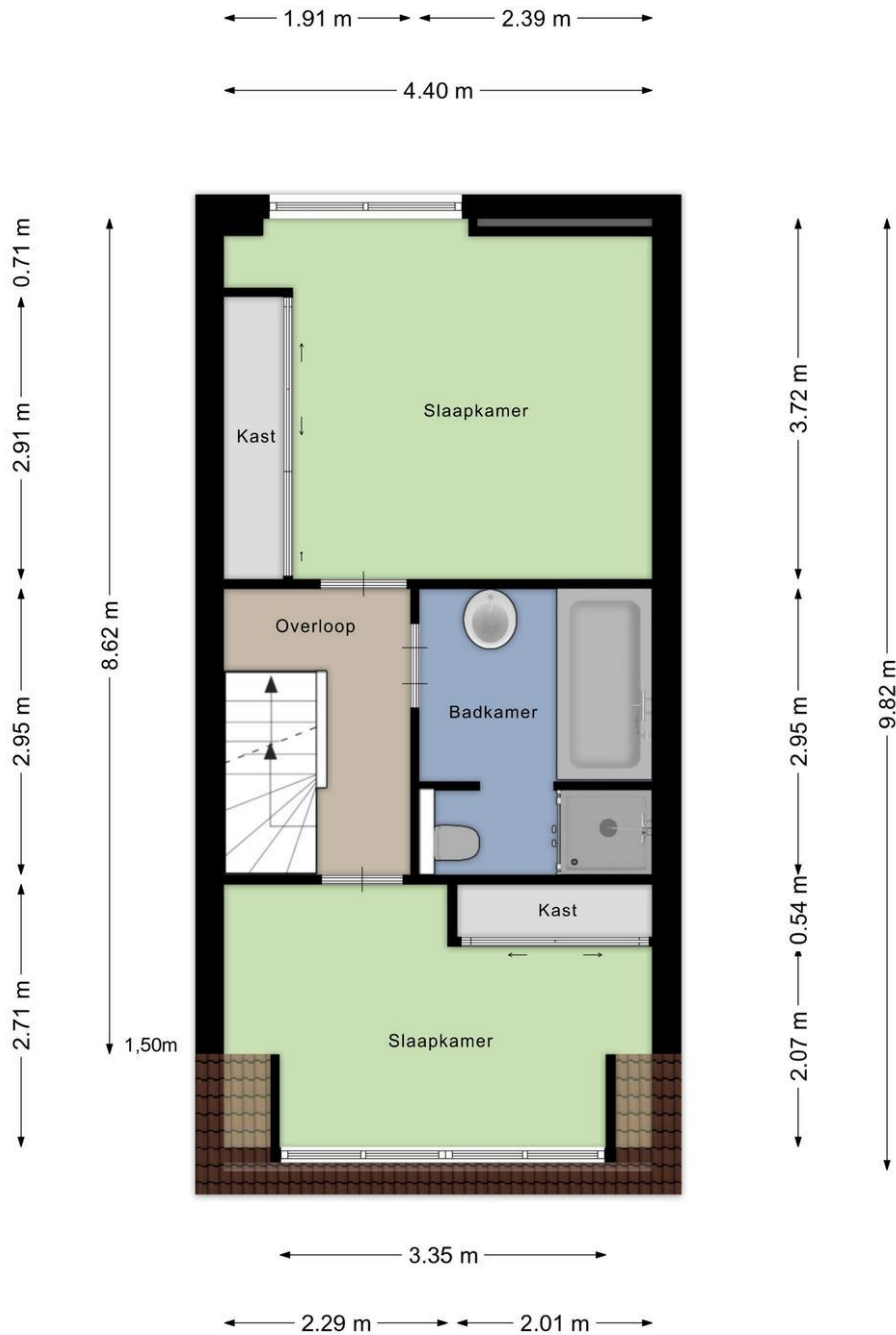 1.91 m
2.39 m
4.40 m
0.71 m
2.91 m
2.95 m
2.71 m
8.62 m
1,50m
Slaapkamer
Kast
Overloop
Badkamer
Kast
Slaapkamer
3.72 m
2.95 m
0.54 m
2.07 m
9.82 m
3.35 m
2.29 m
2.01 m